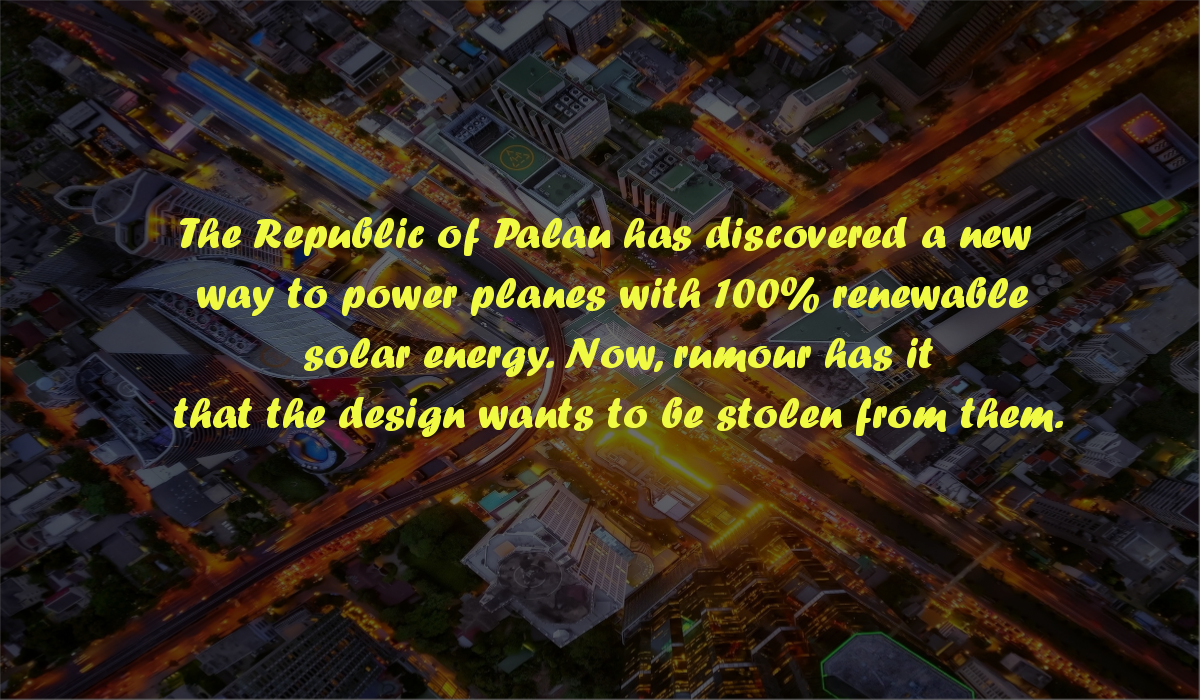 The Republic of Palau has discovered a new
way to power planes with 100% renewable
solar energy. Now, rumour has it
that the design wants to be stolen from them.